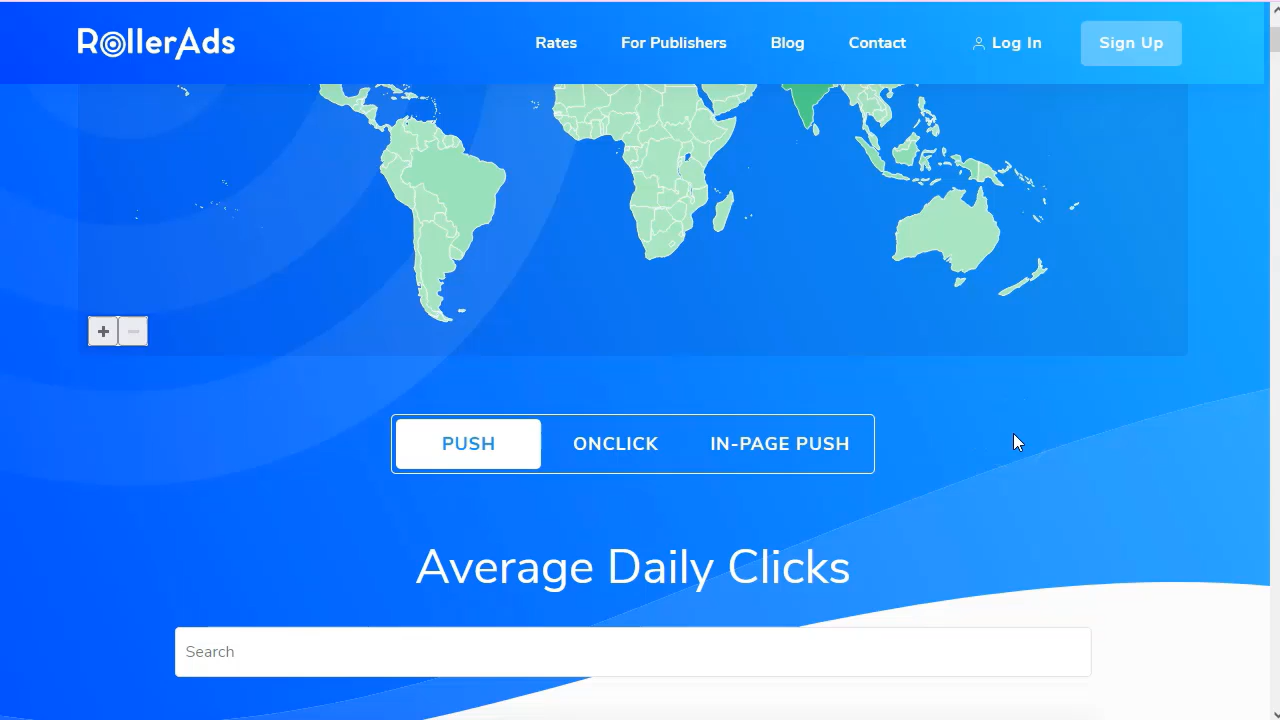 RollerAds
Rates
For Publishers
Blog
Contact
Log In
Sign Up
PUSH
ONCLICK
IN-PAGE PUSH
Average Daily Clicks
Search